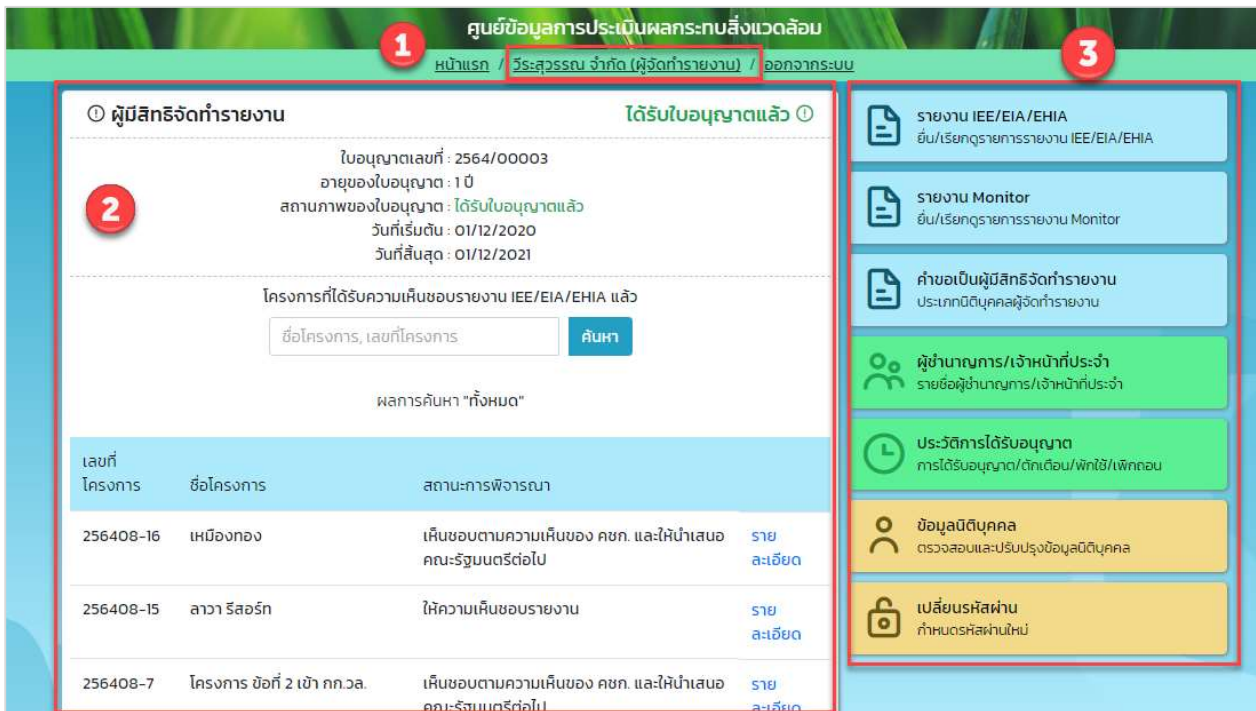 ศูนย์ข้อมูลการประเมินผลกระทบสิ่งแวดล้อม
1
หน้าแรก / วีระสุวรรณ จำกัด (ผู้จัดทำรายงาน) / ออกจากระบบ
3
ผู้มีสิทธิจัดทำรายงาน
ได้รับใบอนุญาตแล้ว
2
ใบอนุญาตเลขที่ : 2564/00003
อายุของใบอนุญาต : 1 ปี
สถานภาพของใบอนุญาต : ได้รับใบอนุญาตแล้ว
วันที่เริ่มต้น : 01/12/2020
วันที่สิ้นสุด : 01/12/2021
โครงการที่ได้รับความเห็นชอบรายงาน IEE/EIA/EHIA แล้ว
ชื่อโครงการ, เลขที่โครงการ
ค้นหา
ผลการค้นหา "ทั้งหมด"
เลขที่
โครงการ ชื่อโครงการ สถานะการพิจารณา
256408-16 เหมืองทอง เห็นชอบตามความเห็นของ คชก. และให้นำเสนอ ราย
คณะรัฐมนตรีต่อไป ละเอียด
256408-15 ลาวา รีสอร์ท ให้ความเห็นชอบรายงาน ราย
ละเอียด
256408-7 โครงการ ข้อที่ 2 เข้า กก.วล. เห็นชอบตามความเห็นของ คชก. และให้นำเสนอ ราย
คณะรัฐมนตรีต่อไป ละเอียด
รายงาน IEE/EIA/EHIA
ยื่น/เรียกดูรายการรายงาน IEE/EIA/EHIA
รายงาน Monitor
ยื่น/เรียกดูรายการรายงาน Monitor
คำขอเป็นผู้มีสิทธิจัดทำรายงาน
ประเภทนิติบุคคลผู้จัดทำรายงาน
ผู้ชำนาญการ/เจ้าหน้าที่ประจำ
รายชื่อผู้ชำนาญการ/เจ้าหน้าที่ประจำ
ประวัติการได้รับอนุญาต
การได้รับอนุญาต/ตักเตือน/พักใช้/เพิกถอน
ข้อมูลนิติบุคคล
ตรวจสอบและปรับปรุงข้อมูลนิติบุคคล
เปลี่ยนรหัสผ่าน
กำหนดรหัสผ่านใหม่